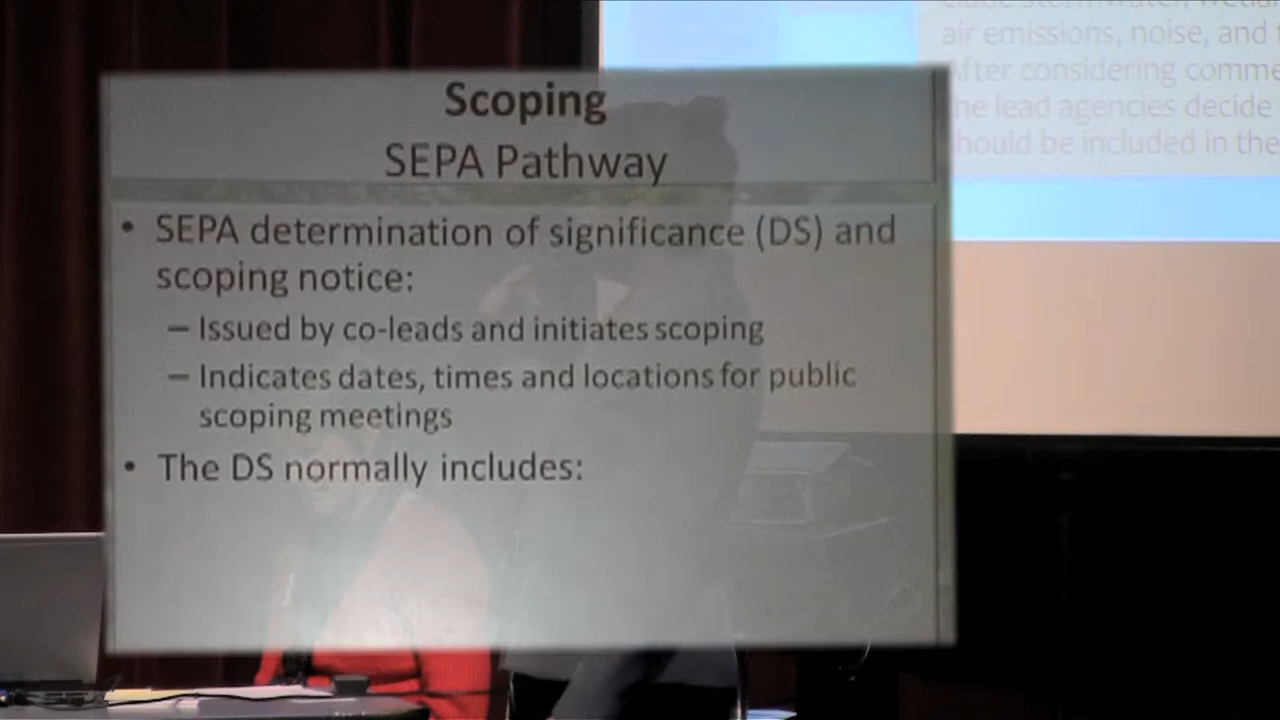 Scoping
SEPA Pathway
• SEPA determination of significance (DS) and
scoping notice:
– Issued by co-leads and initiates scoping
– Indicates dates, times and locations for public
scoping meetings
• The DS normally includes:
air emissions, noise, and
After considering comme
the lead agencies decide
should be included in the